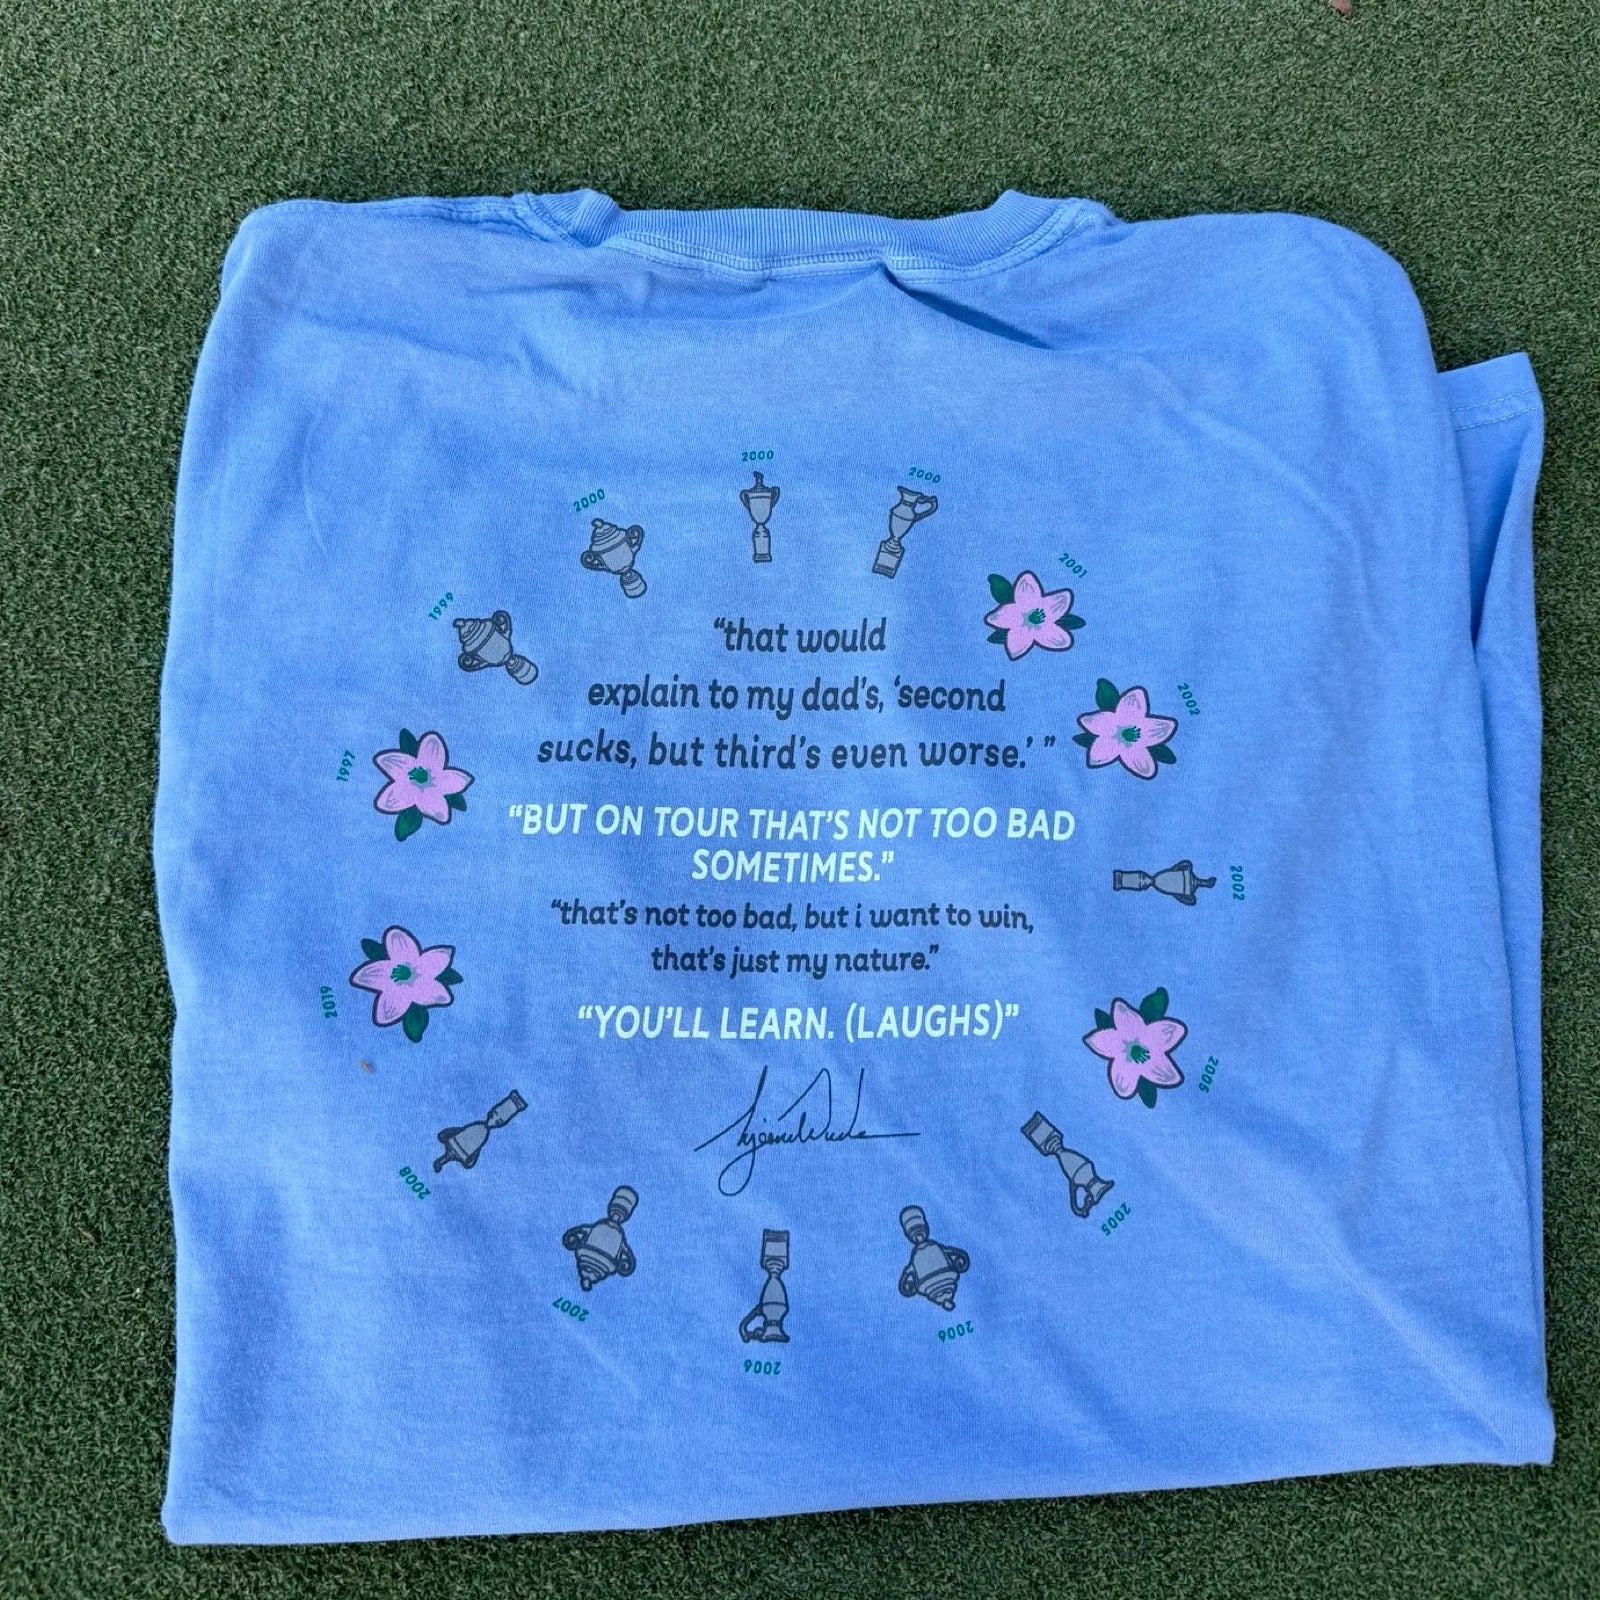 2000
2000
2000
1999
2001
"that would
explain to my dad's, 'second
sucks, but third's even worse.' "
2002
1997
"BUT ON TOUR THAT'S NOT TOO BAD
SOMETIMES."
2002
"that's not too bad, but i want to win,
that's just my nature."
2019
"YOU'LL LEARN. (LAUGHS)"
2005
2008
2005
2007
2006
2006